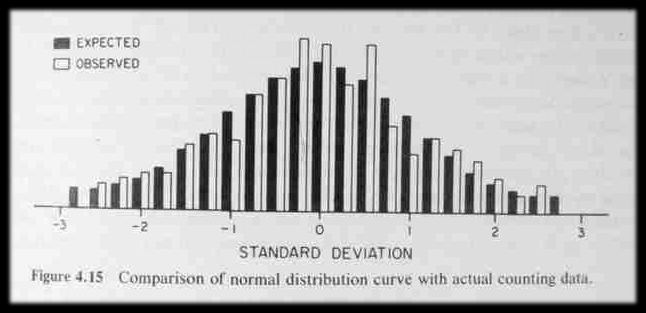 EXPECTED
OBSERVED
-3 -2 -1 0 1 2 3
STANDARD DEVIATION
Figure 4.15 Comparison of normal distribution curve with actual counting data.